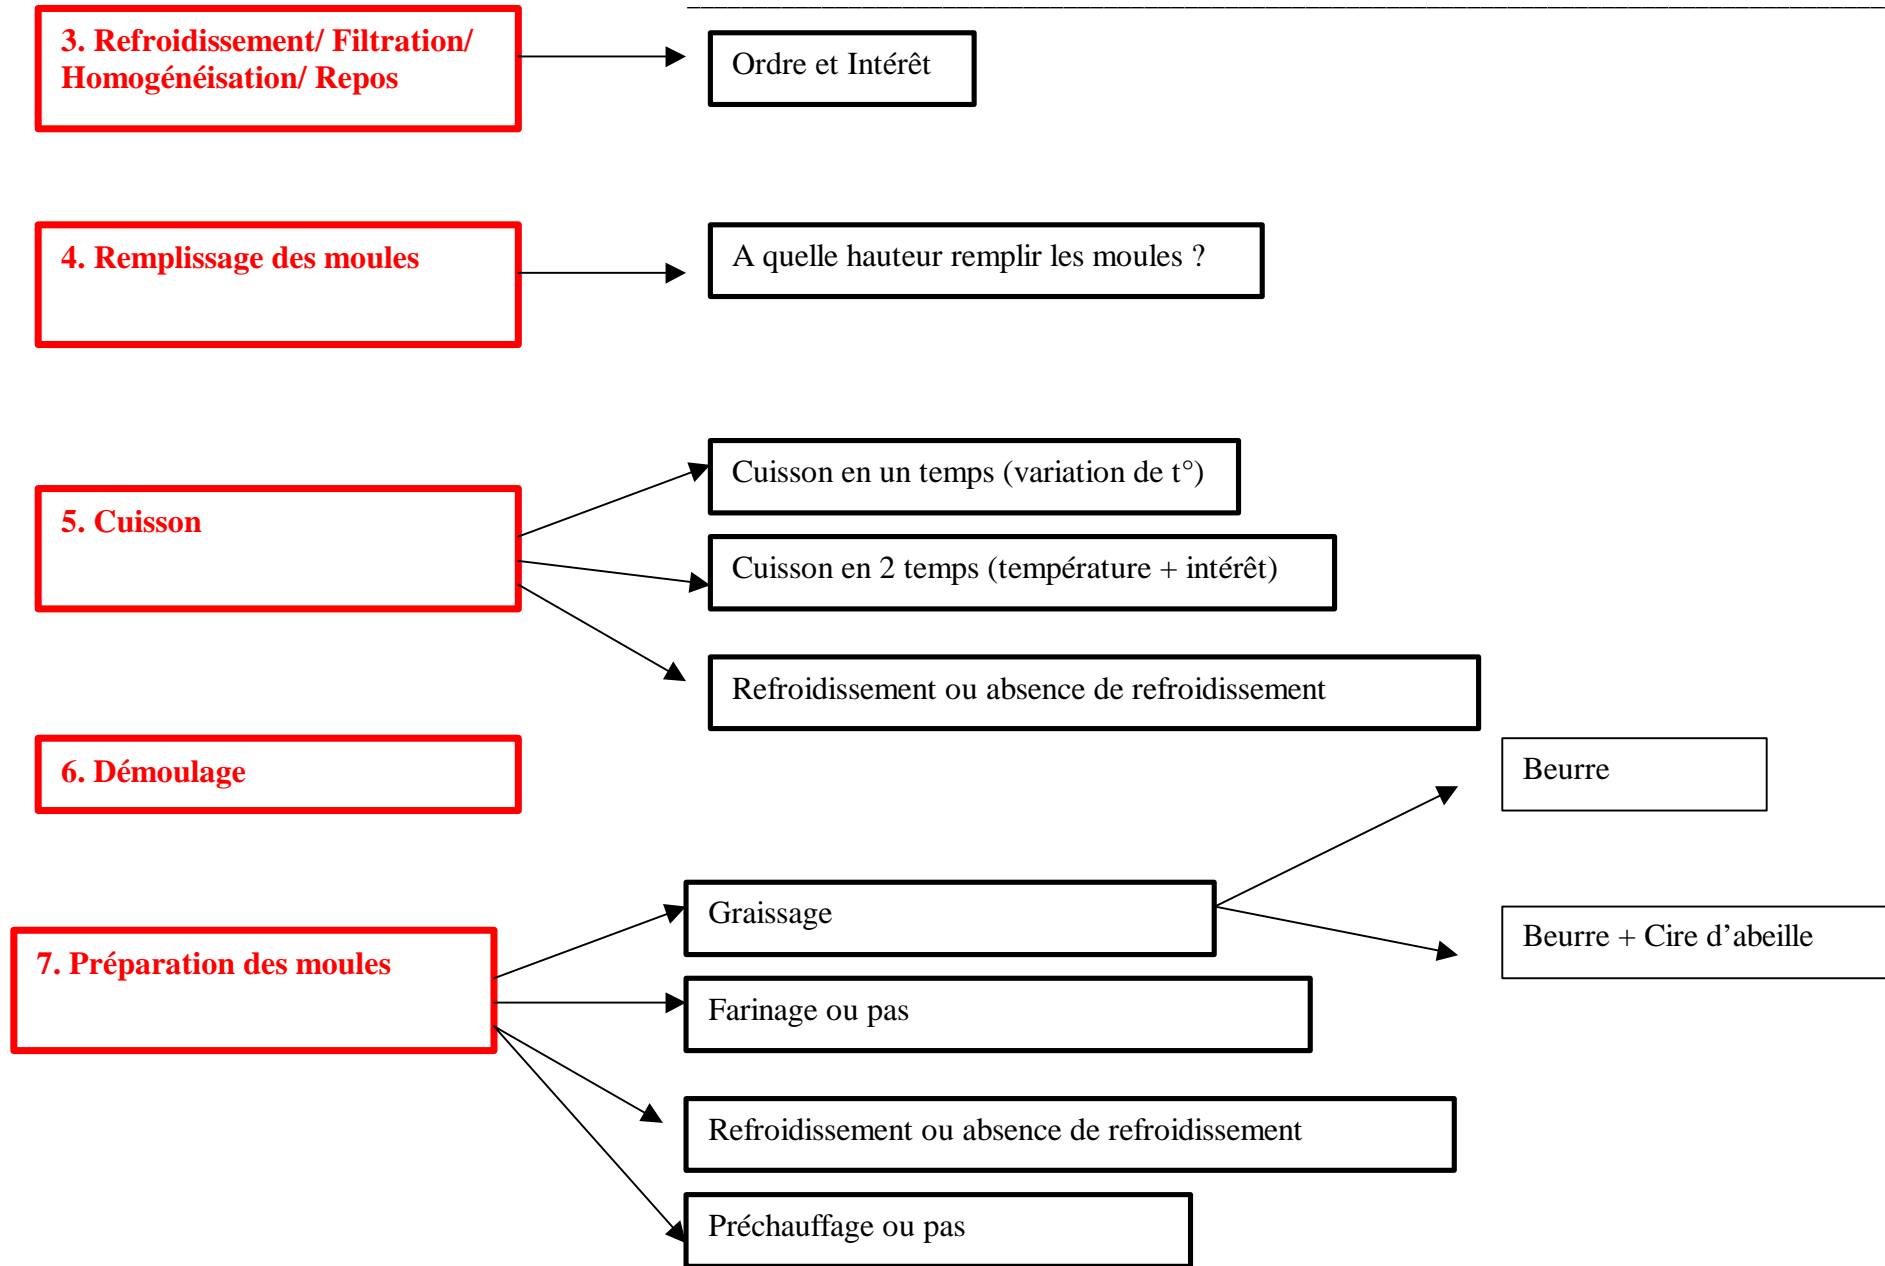 3. Refroidissement/ Filtration/
Homogénéisation/ Repos
Ordre et Intérêt
4. Remplissage des moules
A quelle hauteur remplir les moules ?
5. Cuisson
Cuisson en un temps (variation de t°)
Cuisson en 2 temps (température + intérêt)
Refroidissement ou absence de refroidissement
6. Démoulage
7. Préparation des moules
Graissage
Beurre
Beurre + Cire d’abeille
Farinage ou pas
Refroidissement ou absence de refroidissement
Préchauffage ou pas